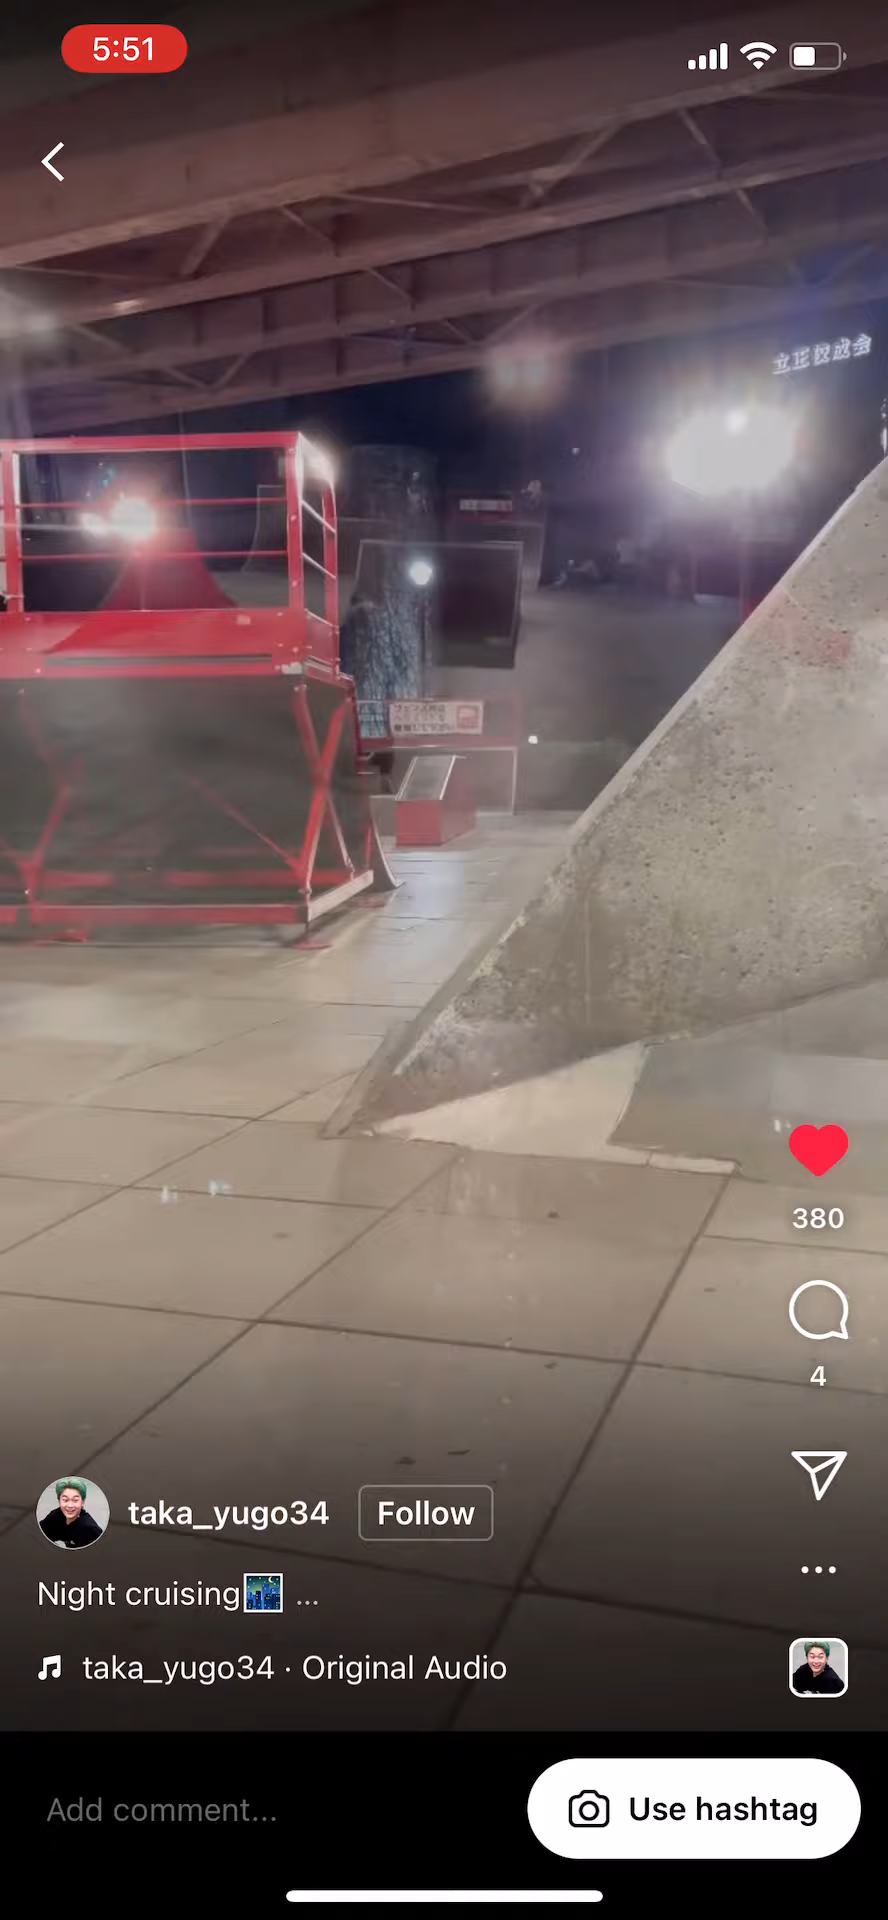 5:51
立正佼成会
taka_yugo34
Follow
Night cruising🌃 ...
taka_yugo34 · Original Audio
380
4
Add comment...
Use hashtag